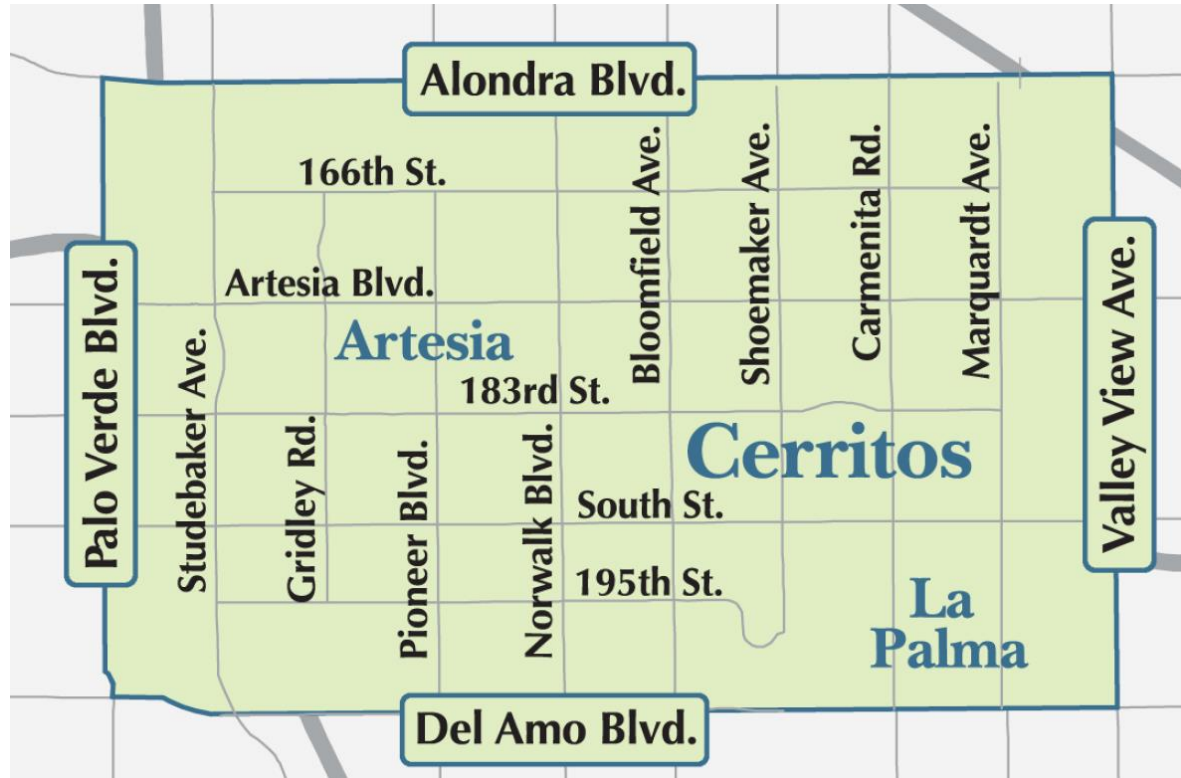 Alondra Blvd.
166th St.
Bloomfield Ave.
Shoemaker Ave.
Carmenita Rd.
Marquardt Ave.
Palo Verde Blvd.
Artesia Blvd.
Valley View Ave.
Artesia
Studebaker Ave.
183rd St.
Cerritos
Gridley Rd.
Pioneer Blvd.
Norwalk Blvd.
South St.
195th St.
La
Palma
Del Amo Blvd.